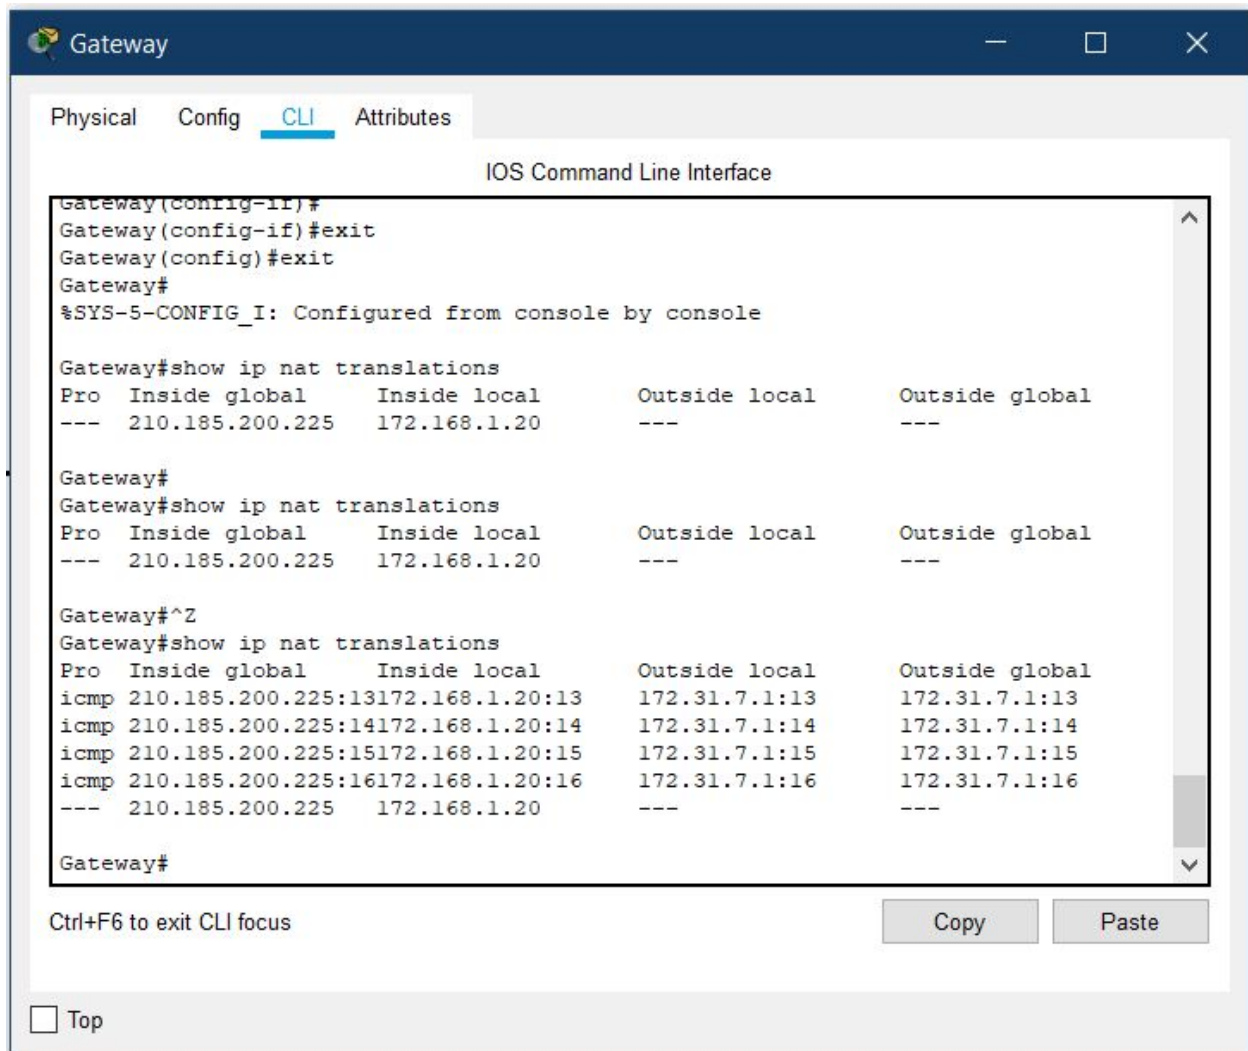 Gateway
Physical Config CLI Attributes
IOS Command Line Interface
Gateway(config-if)#
Gateway(config-if)#exit
Gateway(config)#exit
Gateway#
%SYS-5-CONFIG_I: Configured from console by console
Gateway#show ip nat translations
Pro  Inside global     Inside local       Outside local      Outside global
---  210.185.200.225   172.168.1.20       ---                ---
Gateway#
Gateway#show ip nat translations
Pro  Inside global     Inside local       Outside local      Outside global
---  210.185.200.225   172.168.1.20       ---                ---
Gateway#^Z
Gateway#show ip nat translations
Pro  Inside global     Inside local       Outside local      Outside global
icmp 210.185.200.225:13172.168.1.20:13    172.31.7.1:13      172.31.7.1:13
icmp 210.185.200.225:14172.168.1.20:14    172.31.7.1:14      172.31.7.1:14
icmp 210.185.200.225:15172.168.1.20:15    172.31.7.1:15      172.31.7.1:15
icmp 210.185.200.225:16172.168.1.20:16    172.31.7.1:16      172.31.7.1:16
---  210.185.200.225   172.168.1.20       ---                ---
Gateway#
Ctrl+F6 to exit CLI focus
Copy Paste
Top